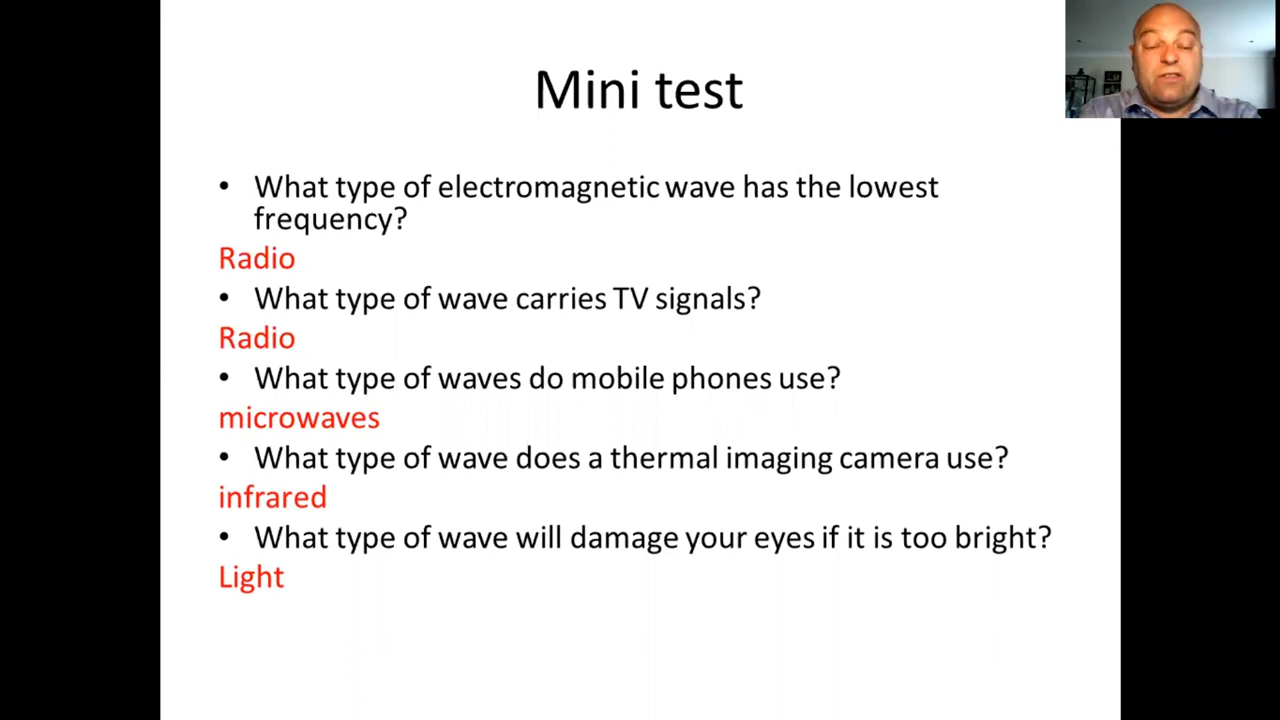 Mini test
• What type of electromagnetic wave has the lowest
frequency?
Radio
• What type of wave carries TV signals?
Radio
• What type of waves do mobile phones use?
microwaves
• What type of wave does a thermal imaging camera use?
infrared
• What type of wave will damage your eyes if it is too bright?
Light